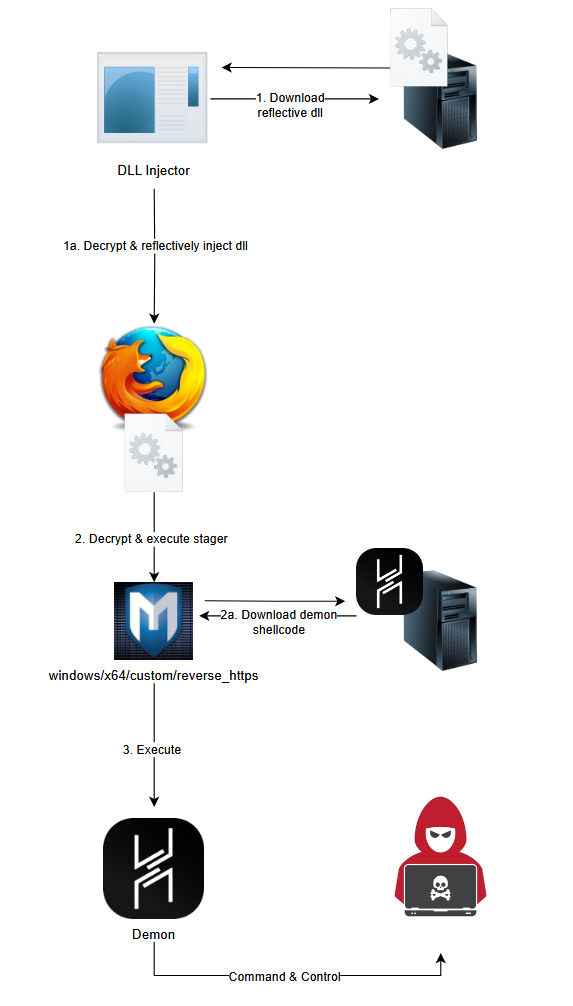 1. Download
reflective dll
DLL Injector
1a. Decrypt & reflectively inject dll
2. Decrypt & execute stager
2a. Download demon
shellcode
windows/x64/custom/reverse_https
3. Execute
Demon
Command & Control